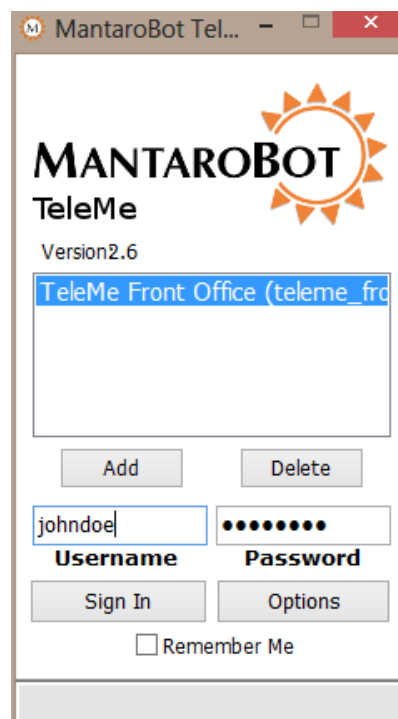 M MantaroBot Tel...
MANTAROBOT
TeleMe
Version2.6
TeleMe Front Office (teleme_fro
Add Delete
johndoe ●●●●●●●●
Username Password
Sign In Options
Remember Me